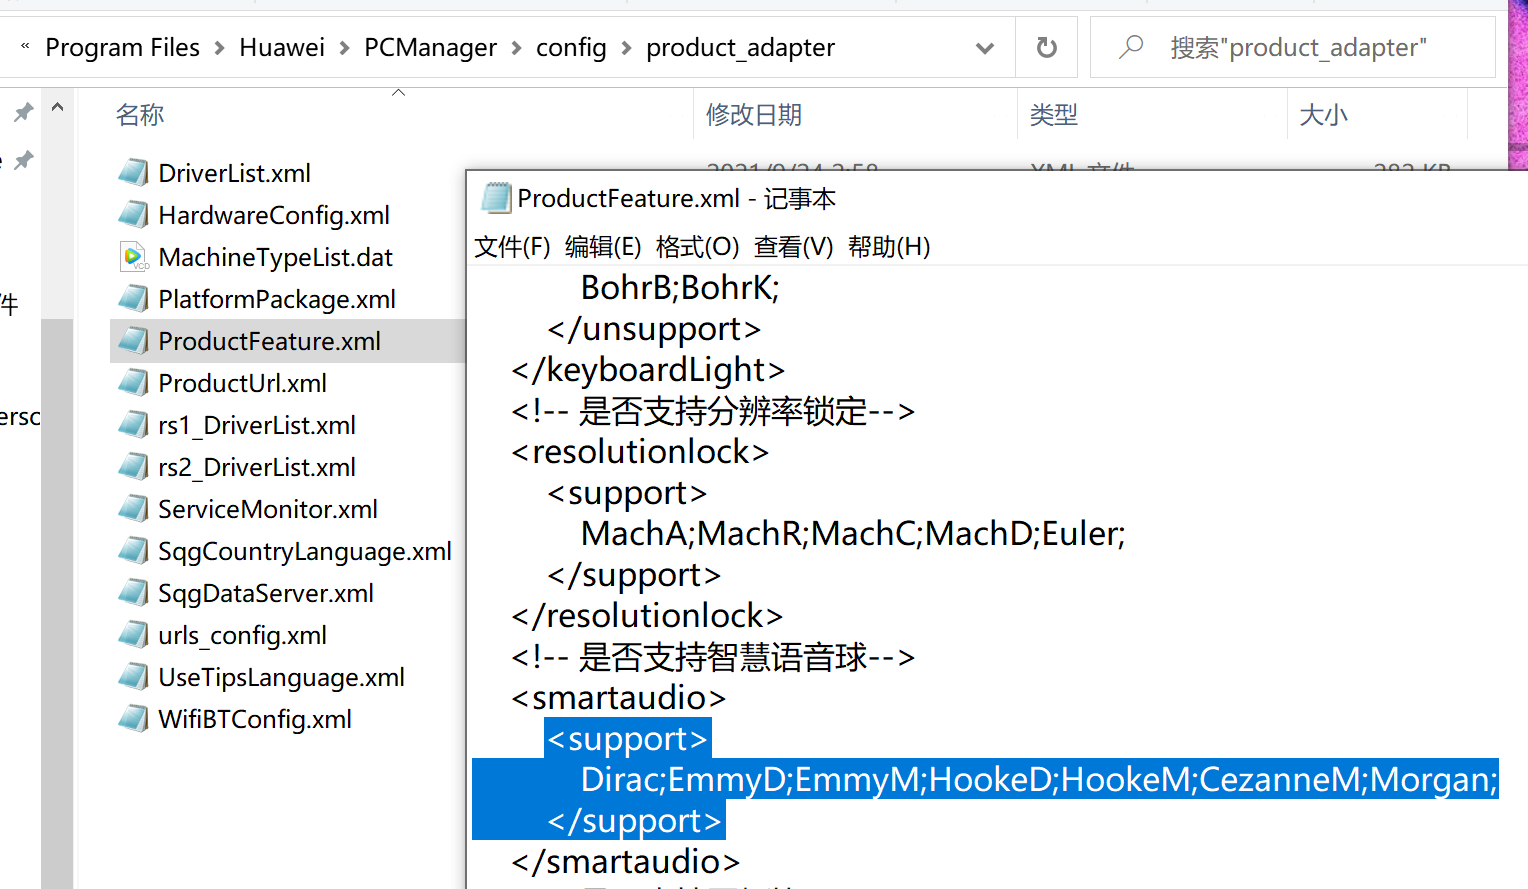 « Program Files > Huawei > PCManager > config > product_adapter
搜索"product_adapter"
名称 修改日期 类型 大小
DriverList.xml
HardwareConfig.xml
MachineTypeList.dat
PlatformPackage.xml
ProductFeature.xml
ProductUrl.xml
rs1_DriverList.xml
rs2_DriverList.xml
ServiceMonitor.xml
SqgCountryLanguage.xml
SqgDataServer.xml
urls_config.xml
UseTipsLanguage.xml
WifiBTConfig.xml
件
ersc
ProductFeature.xml - 记事本
文件(F) 编辑(E) 格式(O) 查看(V) 帮助(H)
BohrB;BohrK;
</unsupport>
</keyboardLight>
<!-- 是否支持分辨率锁定-->
<resolutionlock>
<support>
MachA;MachR;MachC;MachD;Euler;
</support>
</resolutionlock>
<!-- 是否支持智慧语音球-->
<smartaudio>
<support>
Dirac;EmmyD;EmmyM;HookeD;HookeM;CezanneM;Morgan;
</support>
</smartaudio>